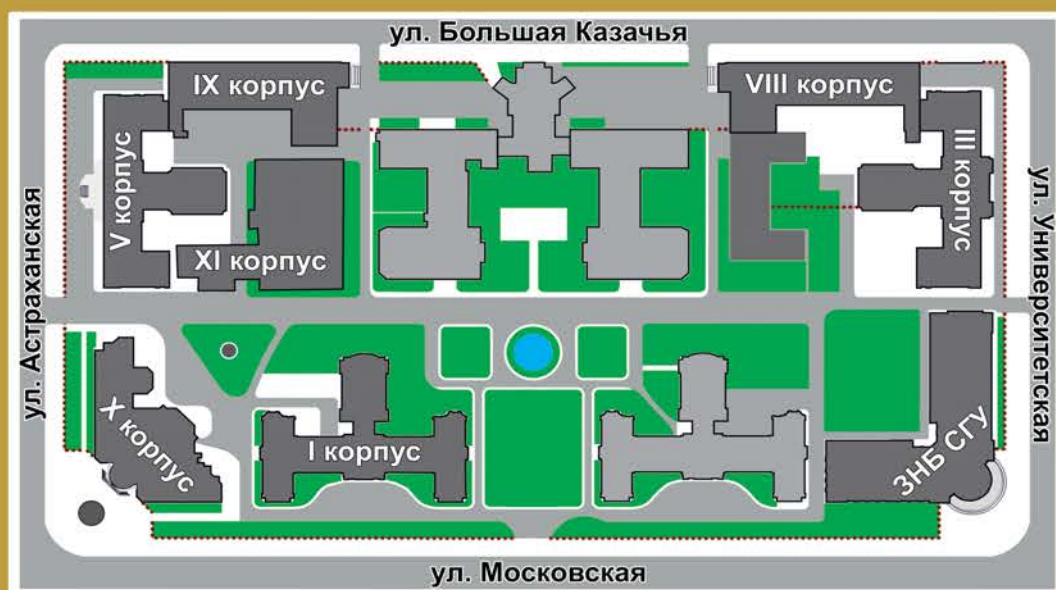 ул. Большая Казачья
IX корпус
VIII корпус
V корпус
III корпус
XI корпус
ул. Астраханская
ул. Университетская
X корпус
I корпус
ЗНБ СГУ
ул. Московская